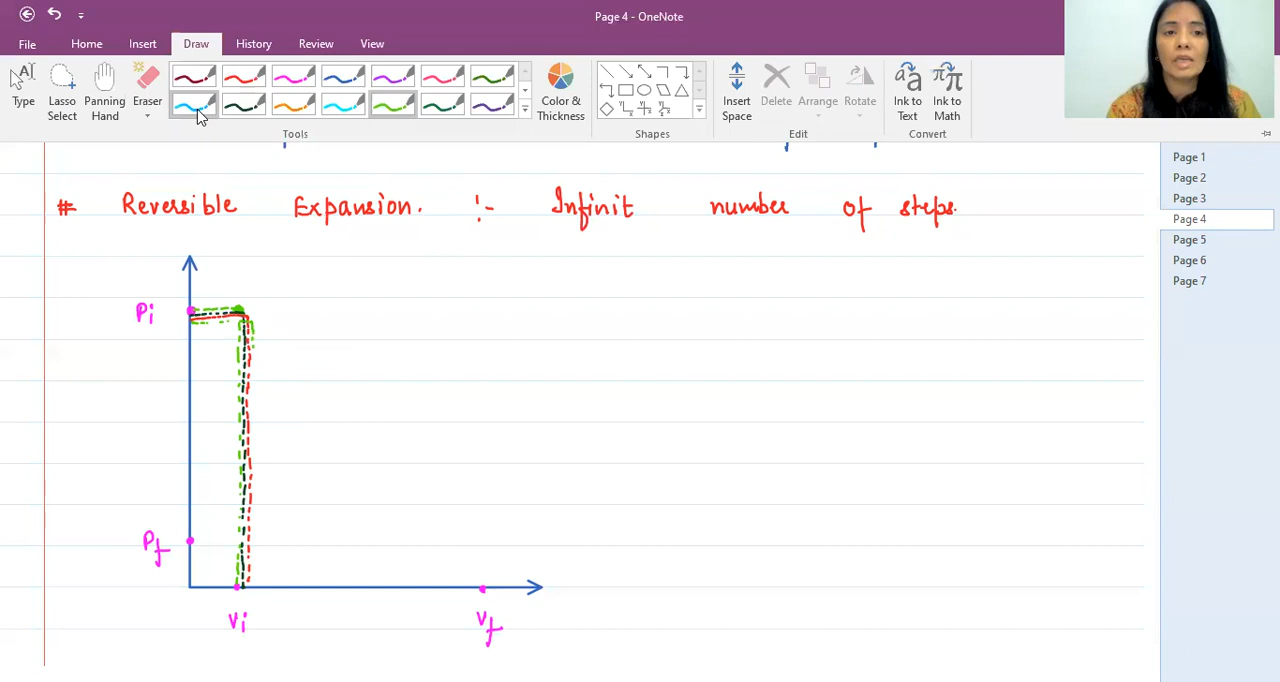 Page 4 - OneNote
File Home Insert Draw History Review View
Type Lasso Select Panning Hand Eraser Color & Thickness Insert Space Delete Arrange Rotate Ink to Text Ink to Math
Tools Shapes Edit Convert
Page 1
Page 2
Page 3
Page 4
Page 5
Page 6
Page 7
# Reversible Expansion. :- Infinit number of steps.
Pi
Pf
Vi Vf